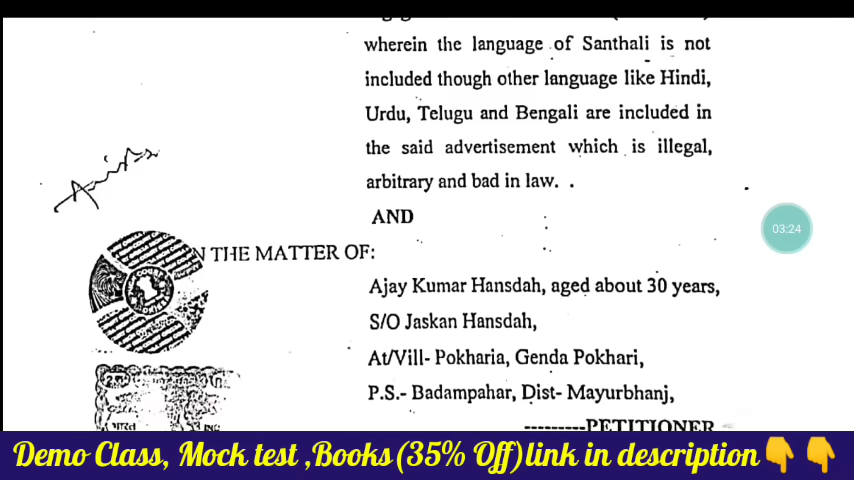 wherein the language of Santhali is not
included though other language like Hindi,
Urdu, Telugu and Bengali are included in
the said advertisement which is illegal,
arbitrary and bad in law. .
AND
N THE MATTER OF:
Ajay Kumar Hansdah, aged about 30 years,
S/O Jaskan Hansdah,
At/Vill- Pokharia, Genda Pokhari,
P.S.- Badampahar, Dist- Mayurbhanj,
---------PETITIONER
03:24
भारत
Demo Class, Mock test ,Books(35% Off)link in description👇👇